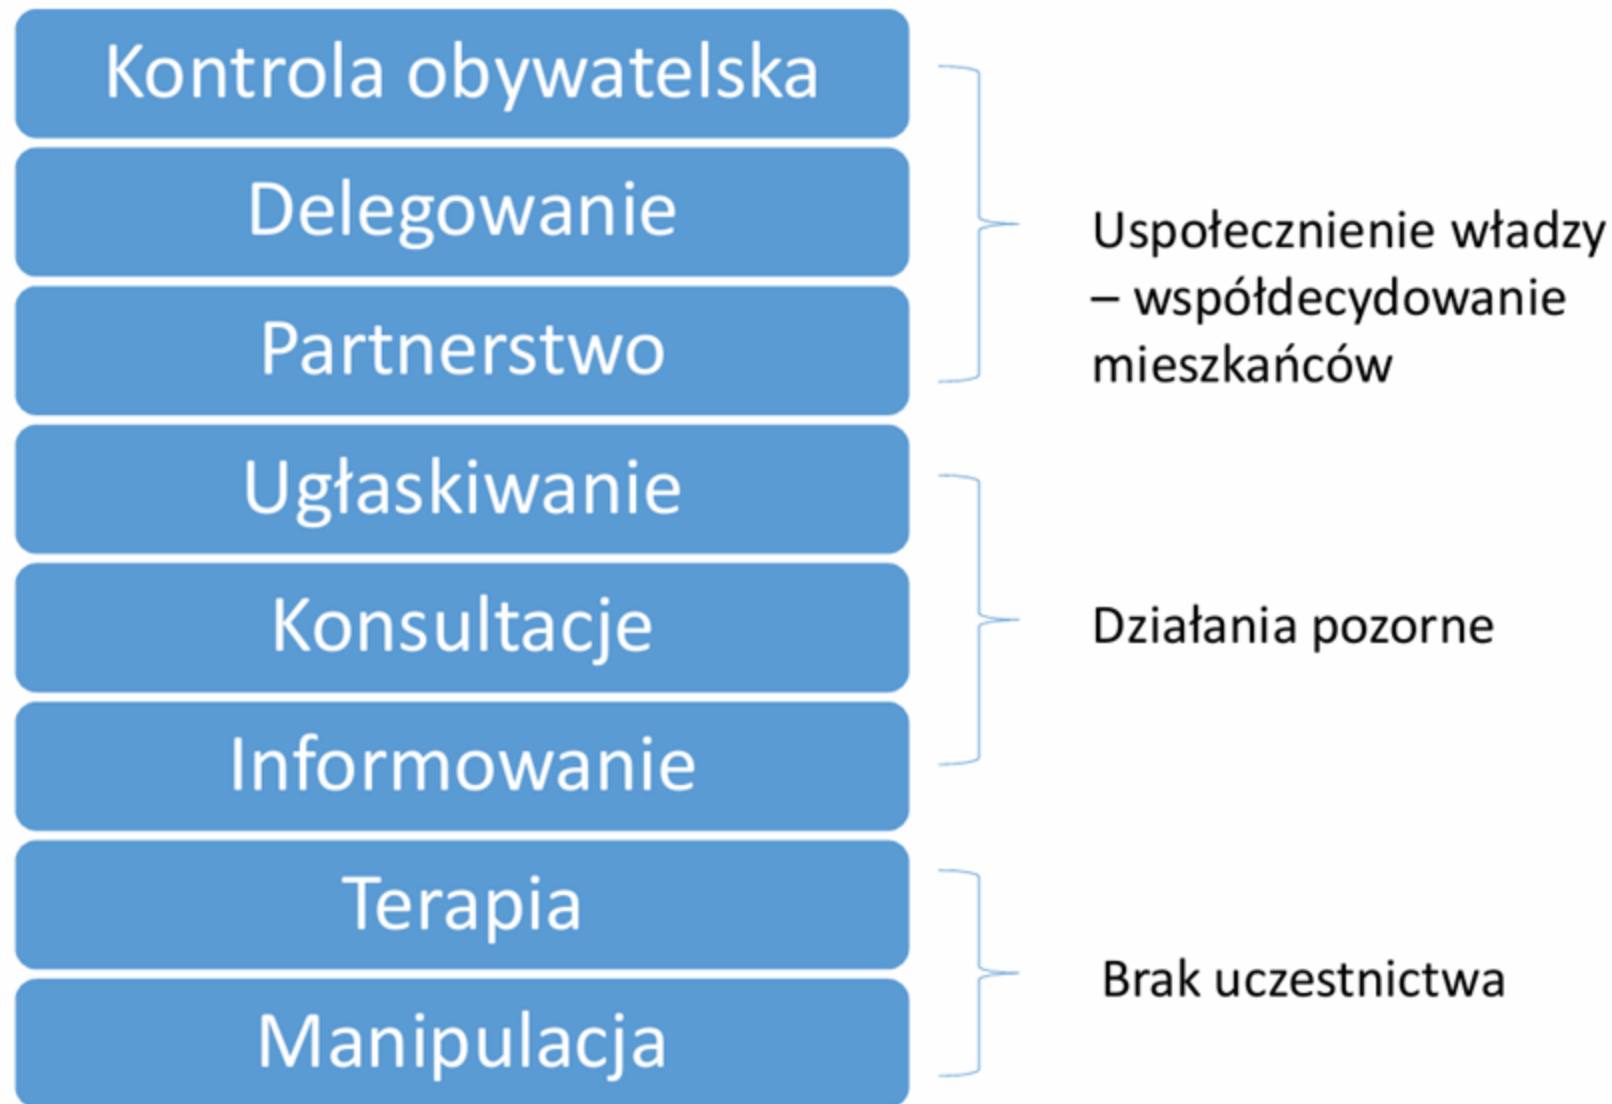 Kontrola obywatelska
Delegowanie
Partnerstwo
Uspołecznienie władzy
– współdecydowanie
mieszkańców
Ugłaskiwanie
Konsultacje
Informowanie
Działania pozorne
Terapia
Manipulacja
Brak uczestnictwa